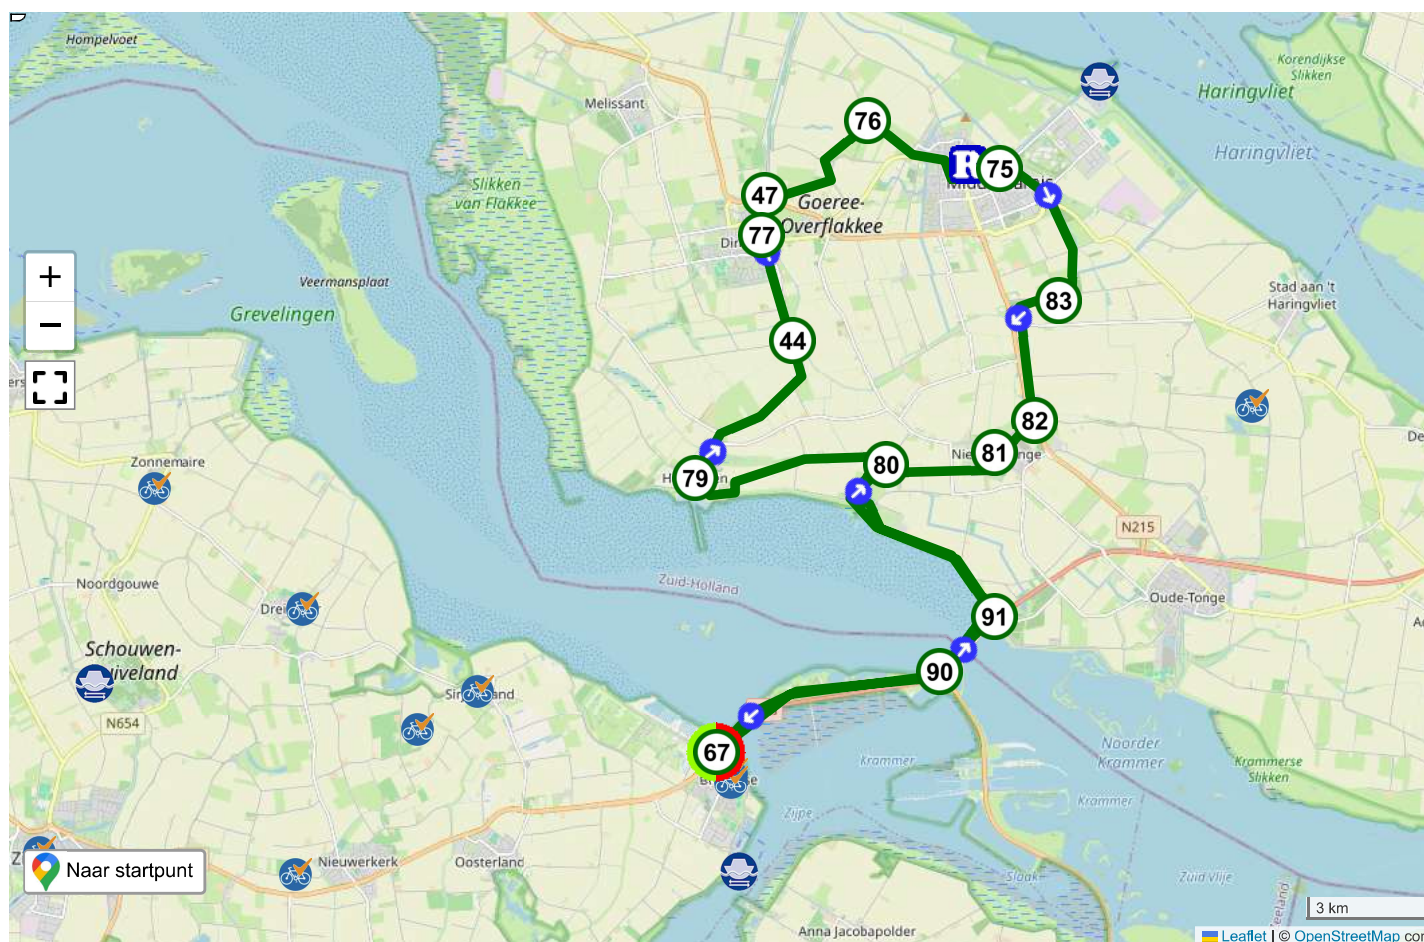 Hompelvoet
Melissant
Korendijkse
Slikken
Haringvliet
Haringvliet
76
75
R
Slikken
van Flakkee
47
Goeree-
Overflakkee
77
Veermansplaat
Grevelingen
Stad aan 't
Haringvliet
83
44
82
81
80
79
Zonnemaire
N215
Zuid-Holland
Noordgouwe
Oude-Tonge
91
Schouwen-
90
N654
67
Noorder
Krammer
Krammer
Krammerse
Slikken
Krammer
Zijpe
Nieuwerkerk
Oosterland
Slaak
Zuid Vlije
Anna Jacobapolder
+
−
Naar startpunt
3 km
Leaflet | © OpenStreetMap